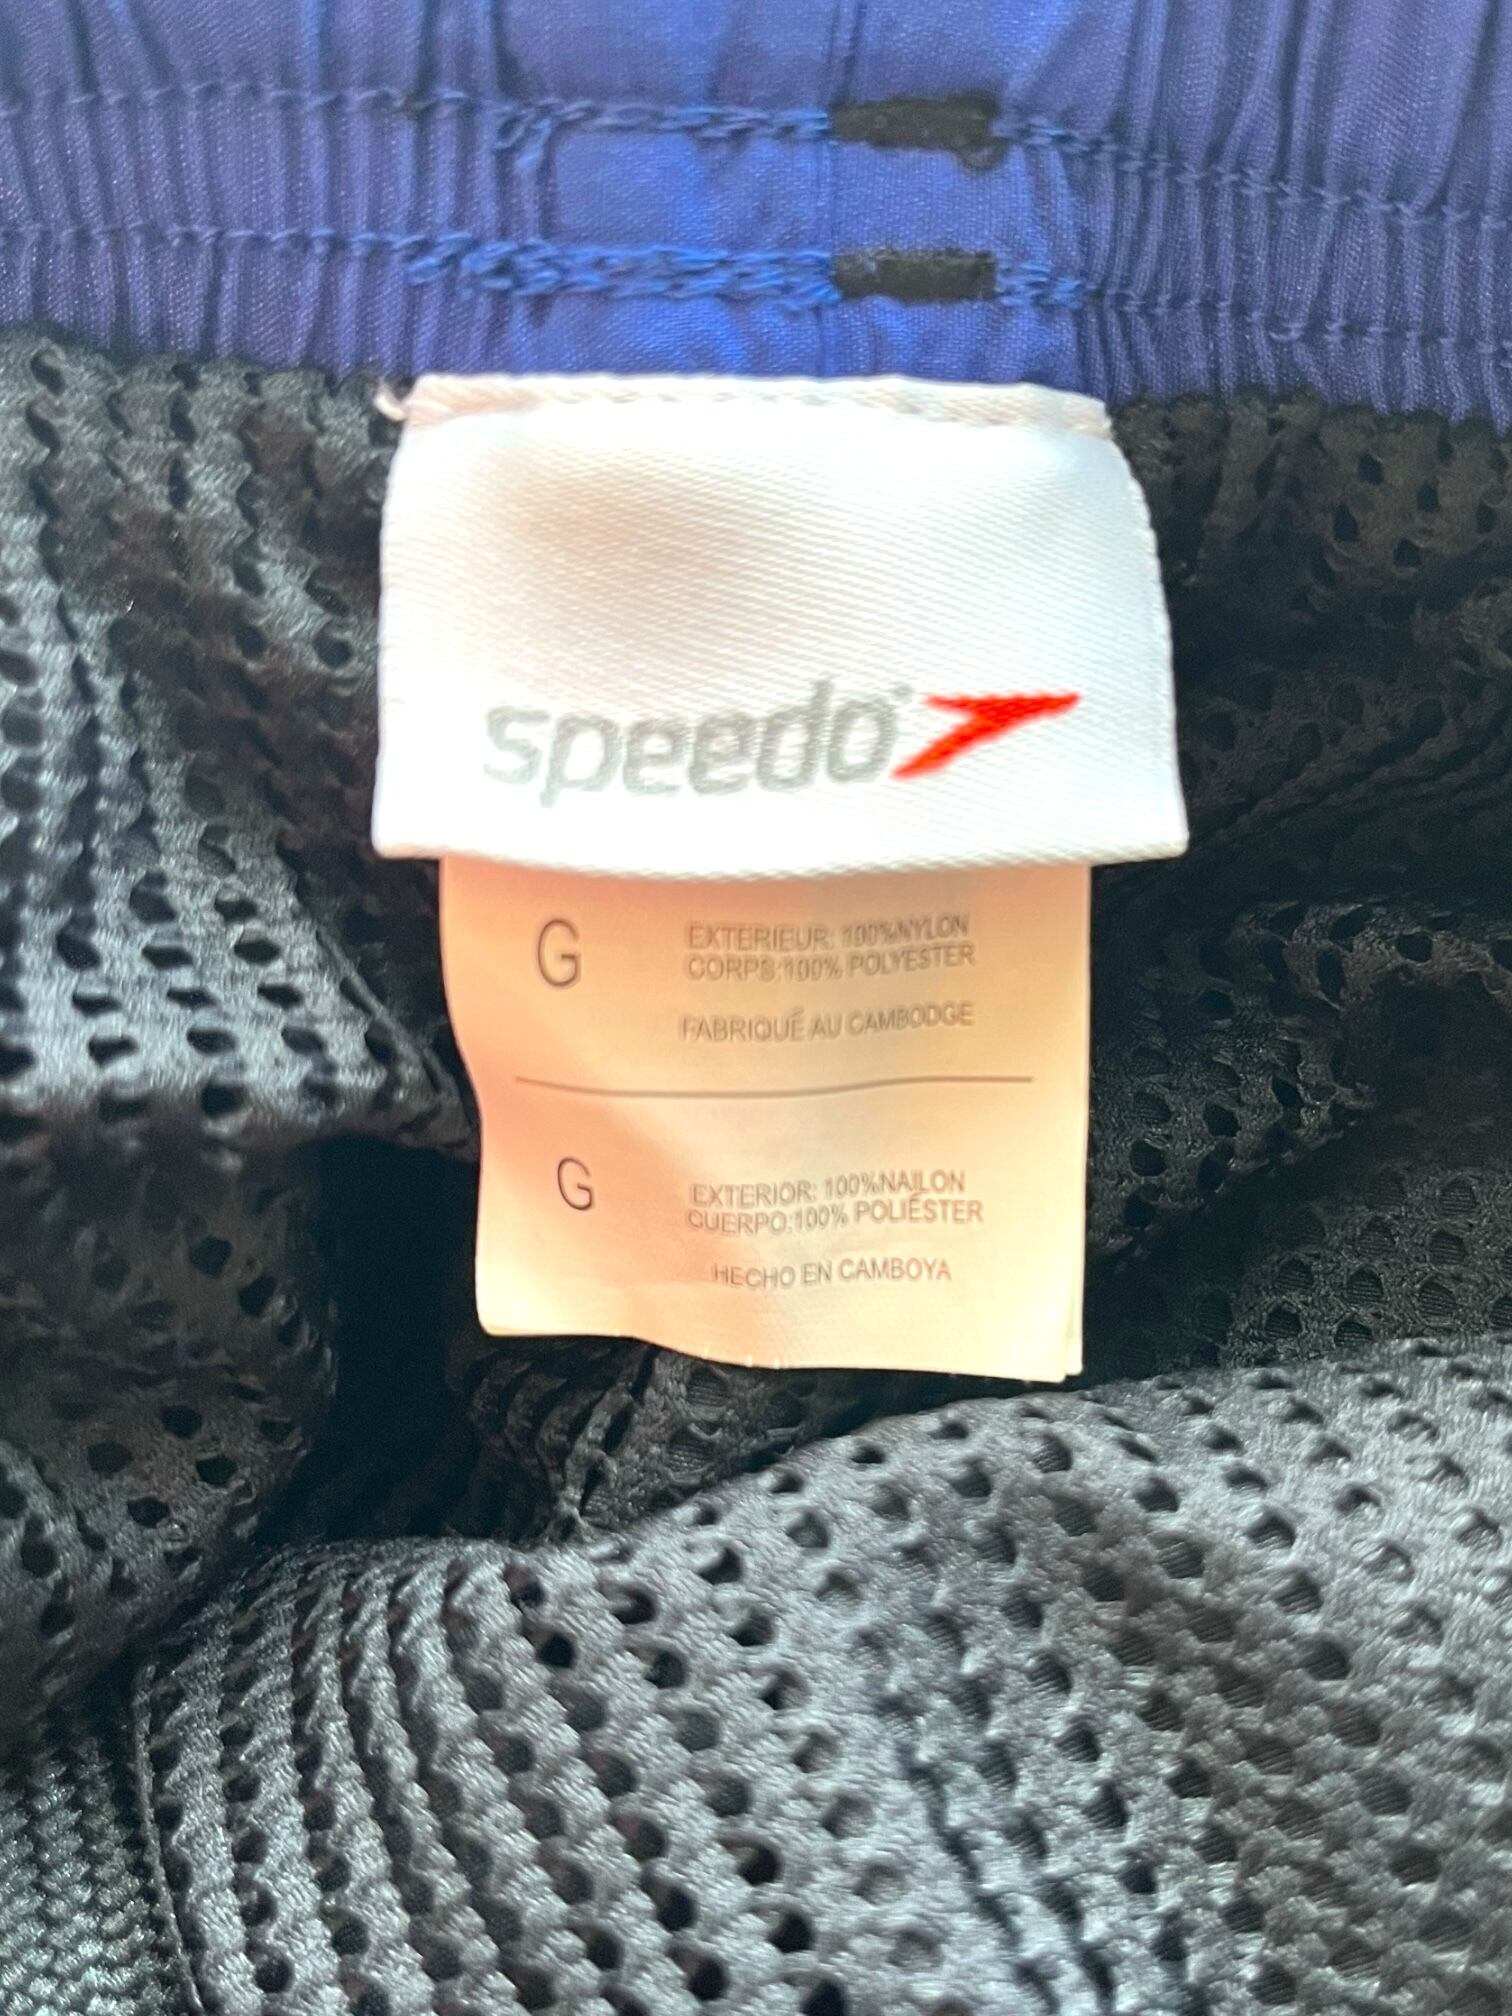 speedo
G
EXTERIEUR: 100%NYLON
CORPS:100% POLYESTER
FABRIQUÉ AU CAMBODGE
G
EXTERIOR: 100%NAILON
CUERPO:100% POLIÉSTER
HECHO EN CAMBOYA